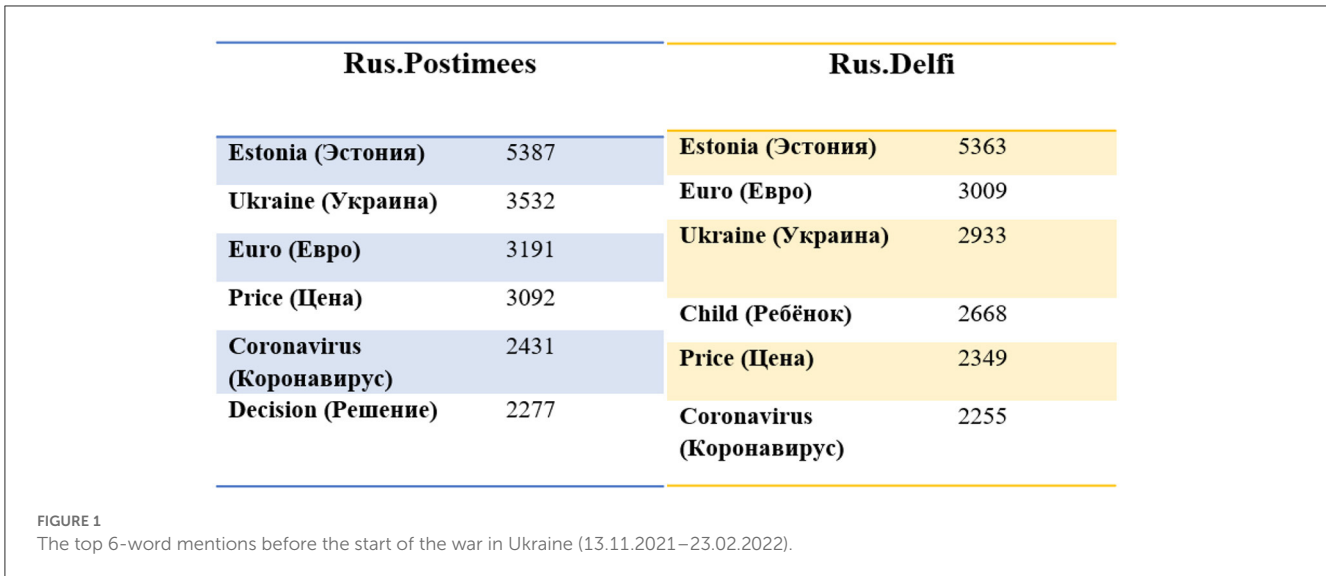 Rus.Postimees
Estonia (Эстония) 5387
Ukraine (Украина) 3532
Euro (Евро) 3191
Price (Цена) 3092
Coronavirus 2431
(Коронавирус)
Decision (Решение) 2277
Rus.Delfi
Estonia (Эстония) 5363
Euro (Евро) 3009
Ukraine (Украина) 2933
Child (Ребёнок) 2668
Price (Цена) 2349
Coronavirus 2255
(Коронавирус)
FIGURE 1
The top 6-word mentions before the start of the war in Ukraine (13.11.2021–23.02.2022).